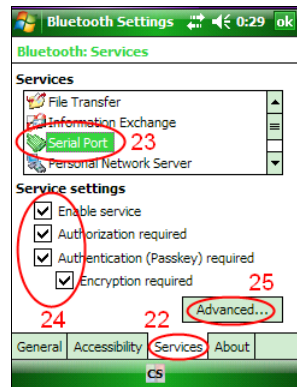 Bluetooth Settings 0:29 ok
Bluetooth: Services
Services
File Transfer
Information Exchange
Serial Port 23
Personal Network Server
Service settings
Enable service
Authorization required
Authentication (Passkey) required
Encryption required
25
Advanced...
24 22
General Accessibility Services About
CS